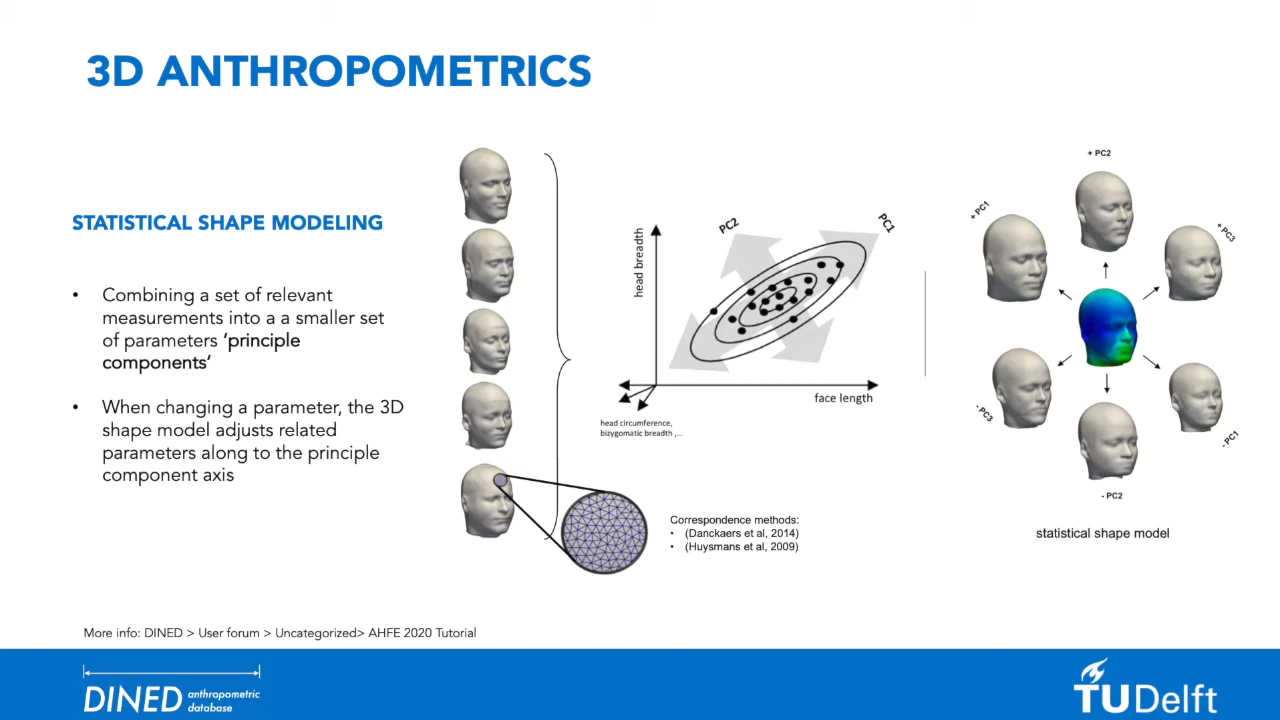 3D ANTHROPOMETRICS
STATISTICAL SHAPE MODELING
• Combining a set of relevant
measurements into a a smaller set
of parameters ‘principle
components’
• When changing a parameter, the 3D
shape model adjusts related
parameters along to the principle
component axis
head breadth
PC2
PC1
face length
head circumference,
bizygomatic breadth ,...
Correspondence methods:
• (Danckaers et al, 2014)
• (Huysmans et al, 2009)
+ PC2
+ PC1
+ PC3
- PC3
- PC1
- PC2
statistical shape model
More info: DINED > User forum > Uncategorized> AHFE 2020 Tutorial
DINED anthropometric
database
TUDelft